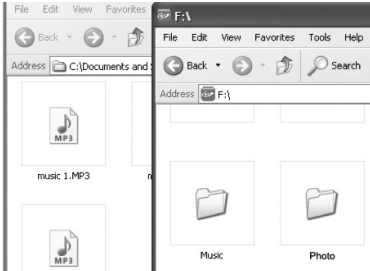 File Edit View Favorites
Back
Address C:\Documents and
MP3
music 1.MP3
MP3
F:\
File Edit View Favorites Tools Help
Back Search
Address F:\
Music Photo